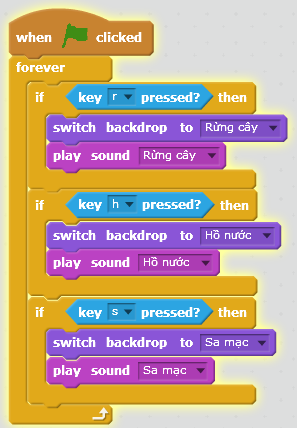 when clicked
forever
if key r pressed? then
switch backdrop to Rừng cây
play sound Rừng cây
if key h pressed? then
switch backdrop to Hồ nước
play sound Hồ nước
if key s pressed? then
switch backdrop to Sa mạc
play sound Sa mạc